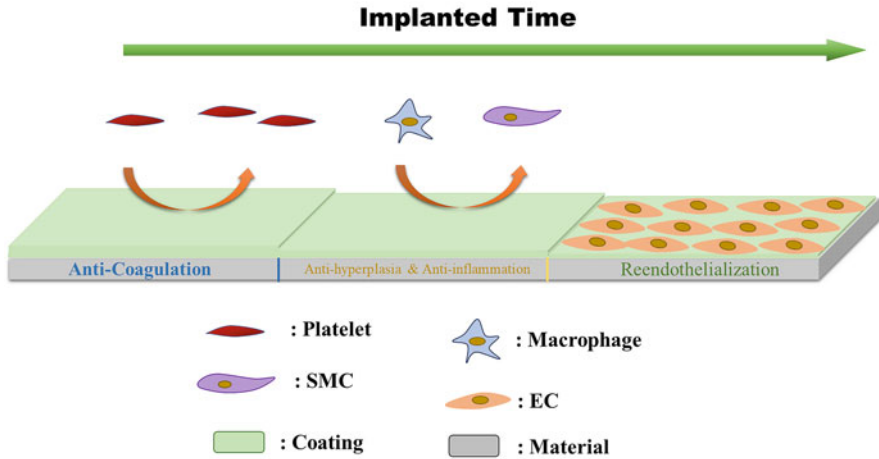 Implanted Time
Anti-Coagulation
Anti-hyperplasia & Anti-inflammation
Reendothelialization
: Platelet
: Macrophage
: SMC
: EC
: Coating
: Material